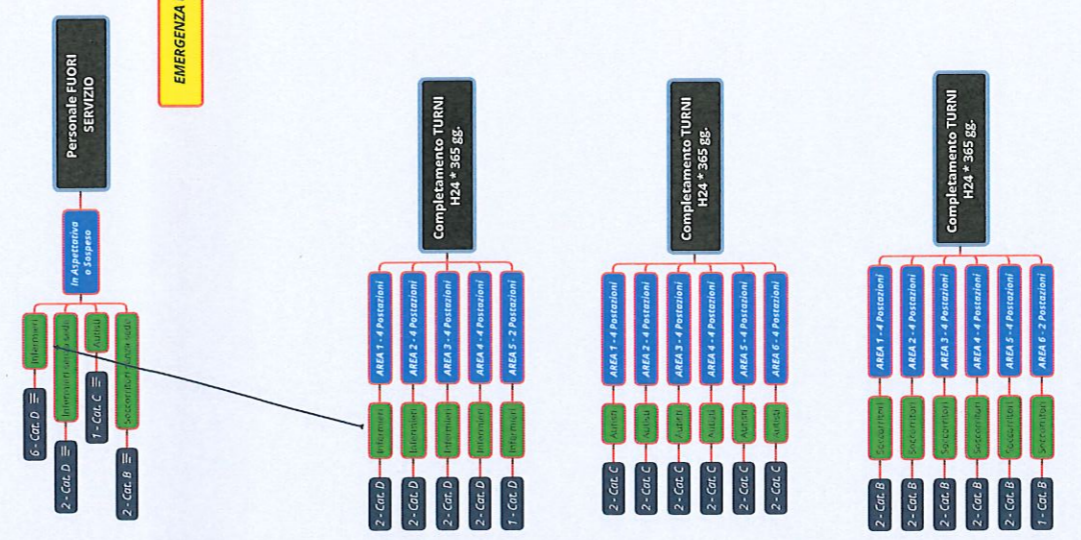 EMERGENZA
Personale FUORI
SERVIZIO
In Aspettativa
o Sospeso
Infermieri
6 - Cat. D
Infermieri senza sede
2 - Cat. D
Autisti
1 - Cat. C
Soccorritori senza sede
2 - Cat. B
Completamento TURNI
H24 * 365 gg.
AREA 1 - 4 Postazioni
Infermieri
2 - Cat. D
AREA 2 - 4 Postazioni
Infermieri
2 - Cat. D
AREA 3 - 4 Postazioni
Infermieri
2 - Cat. D
AREA 4 - 4 Postazioni
Infermieri
2 - Cat. D
AREA 5 - 2 Postazioni
Infermieri
1 - Cat. D
Completamento TURNI
H24 * 365 gg.
AREA 1 - 4 Postazioni
Autisti
2 - Cat. C
AREA 2 - 4 Postazioni
Autisti
2 - Cat. C
AREA 3 - 4 Postazioni
Autisti
2 - Cat. C
AREA 4 - 4 Postazioni
Autisti
2 - Cat. C
AREA 5 - 4 Postazioni
Autisti
2 - Cat. C
AREA 6 - 4 Postazioni
Autisti
2 - Cat. C
Completamento TURNI
H24 * 365 gg.
AREA 1 - 4 Postazioni
Soccorritori
2 - Cat. B
AREA 2 - 4 Postazioni
Soccorritori
2 - Cat. B
AREA 3 - 4 Postazioni
Soccorritori
2 - Cat. B
AREA 4 - 4 Postazioni
Soccorritori
2 - Cat. B
AREA 5 - 4 Postazioni
Soccorritori
2 - Cat. B
AREA 6 - 2 Postazioni
Soccorritori
1 - Cat. B